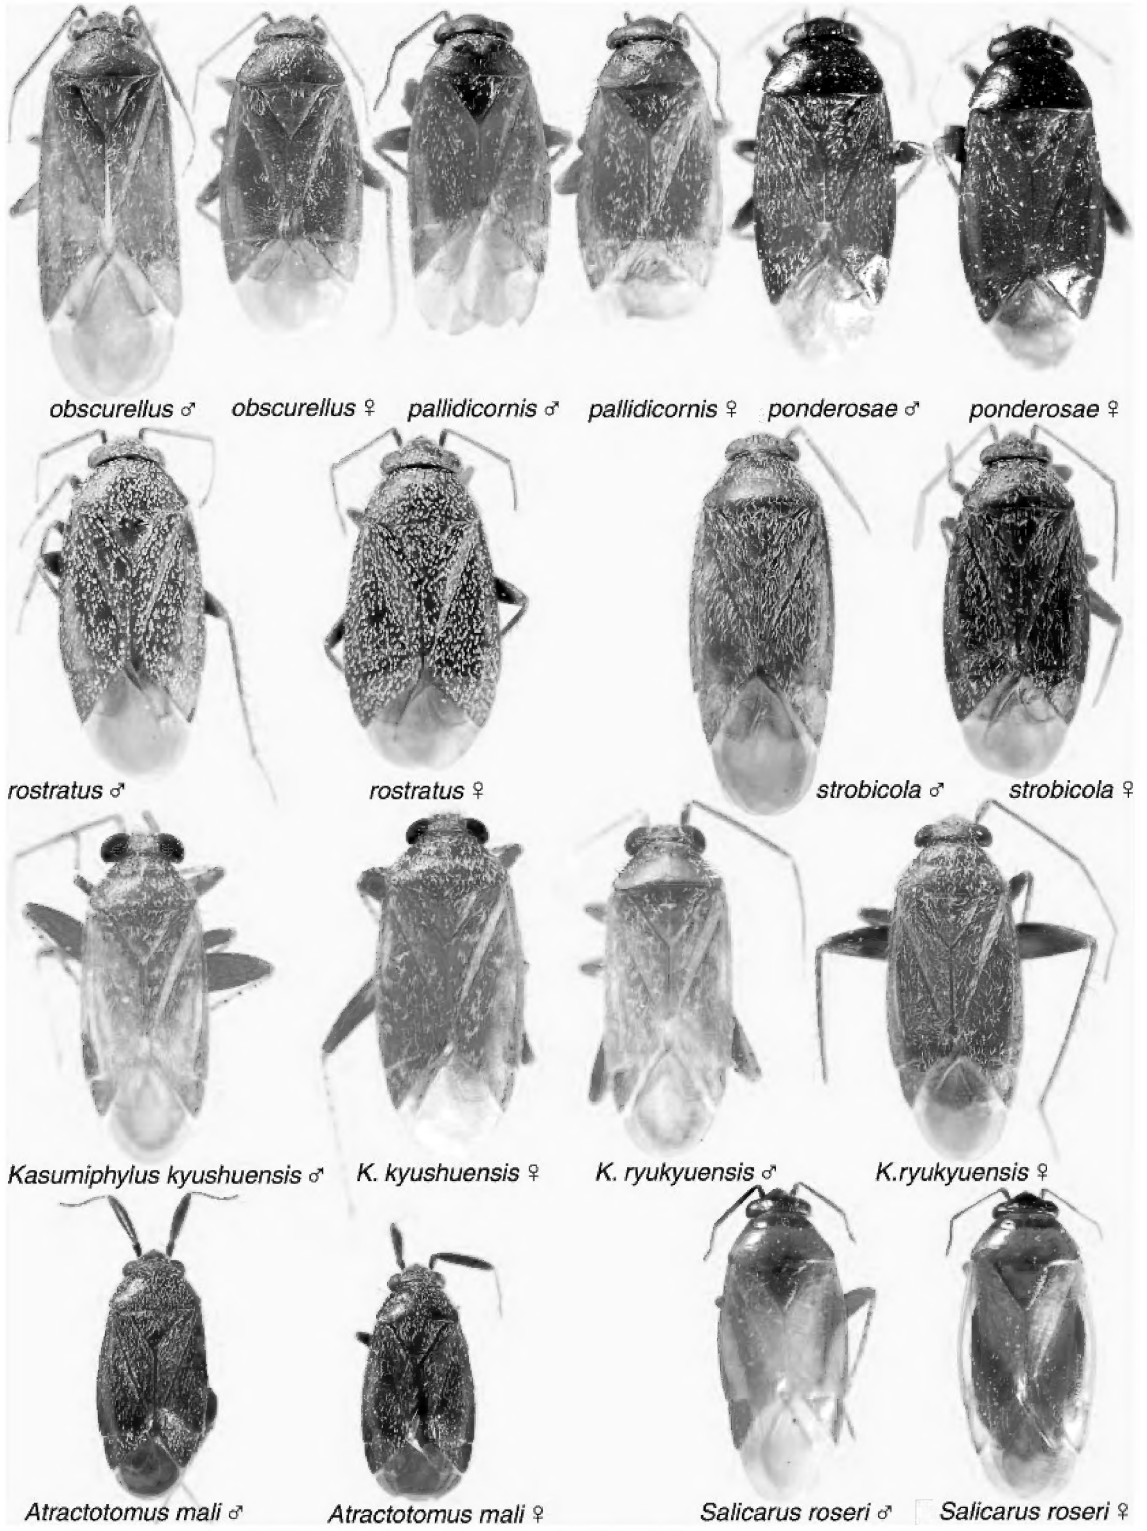 obscurellus ♂ obscurellus ♀ pallidicornis ♂ pallidicornis ♀ ponderosae ♂ ponderosae ♀
rostratus ♂ rostratus ♀ strobicola ♂ strobicola ♀
Kasumiphylus kyushuensis ♂ K. kyushuensis ♀ K. ryukyuensis ♂ K.ryukyuensis ♀
Atractotomus mali ♂ Atractotomus mali ♀ Salicarus roseri ♂ Salicarus roseri ♀